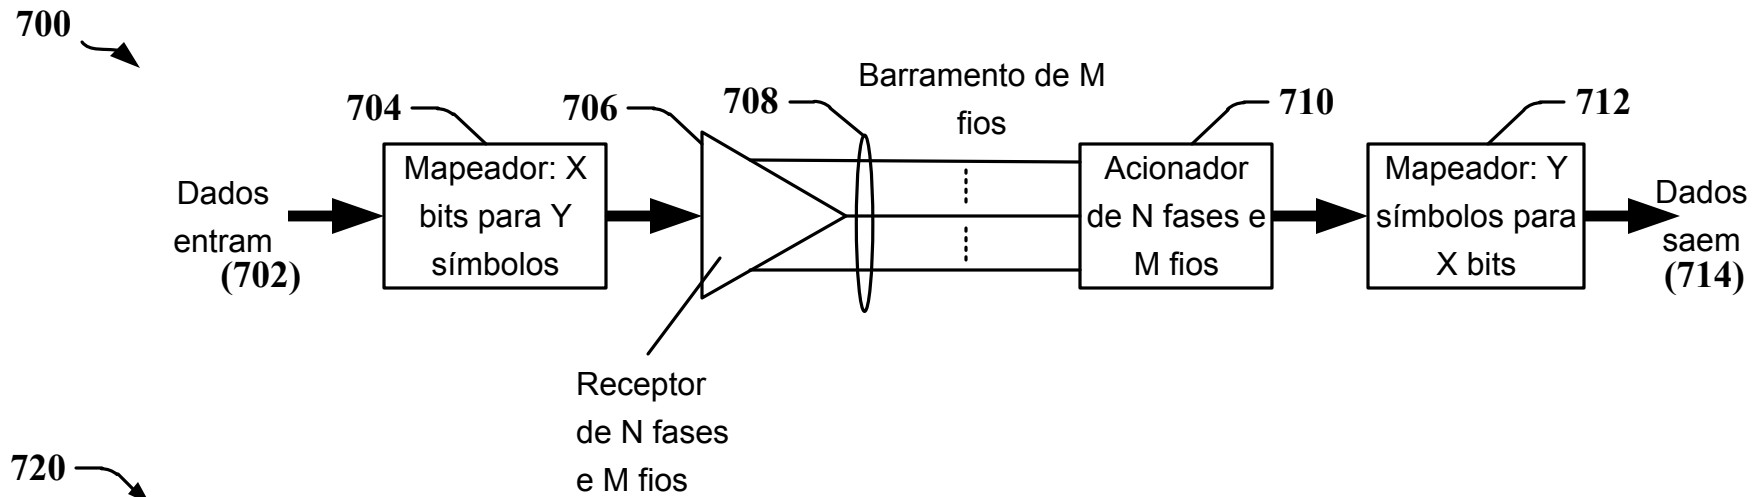 700
704
706
708
Barramento de M
fios
710
712
Dados
entram
(702)
Mapeador: X
bits para Y
símbolos
Acionador
de N fases e
M fios
Mapeador: Y
símbolos para
X bits
Dados
saem
(714)
Receptor
de N fases
e M fios
720